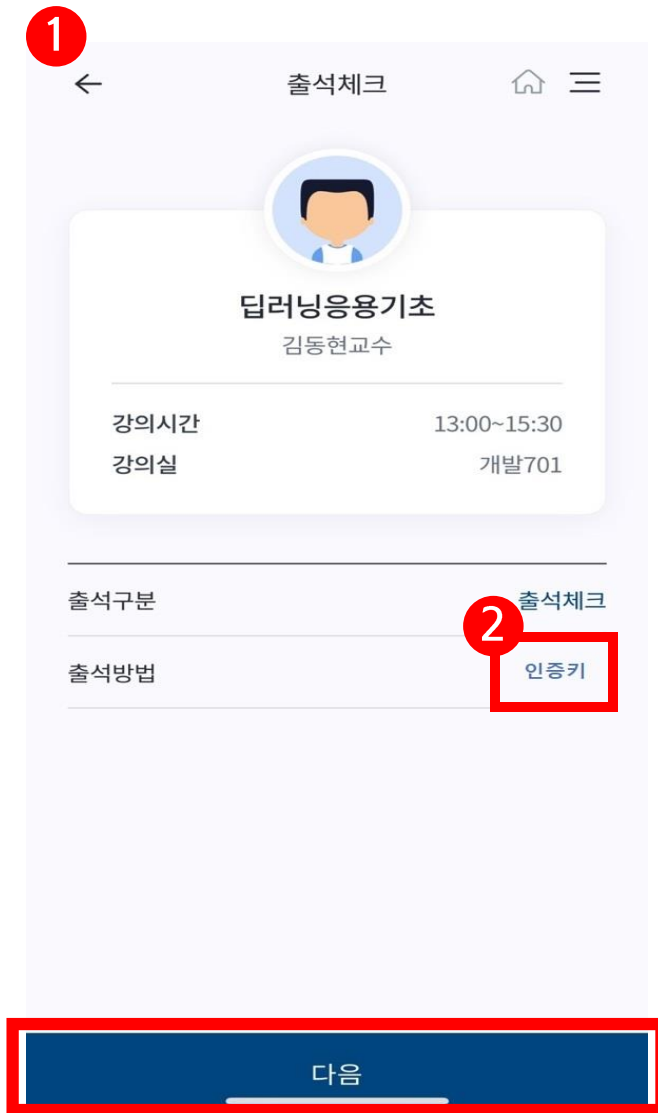 1
출석체크
딥러닝응용기초
김동현교수
강의시간 13:00~15:30
강의실 개발701
출석구분 출석체크
2
출석방법 인증키
다음